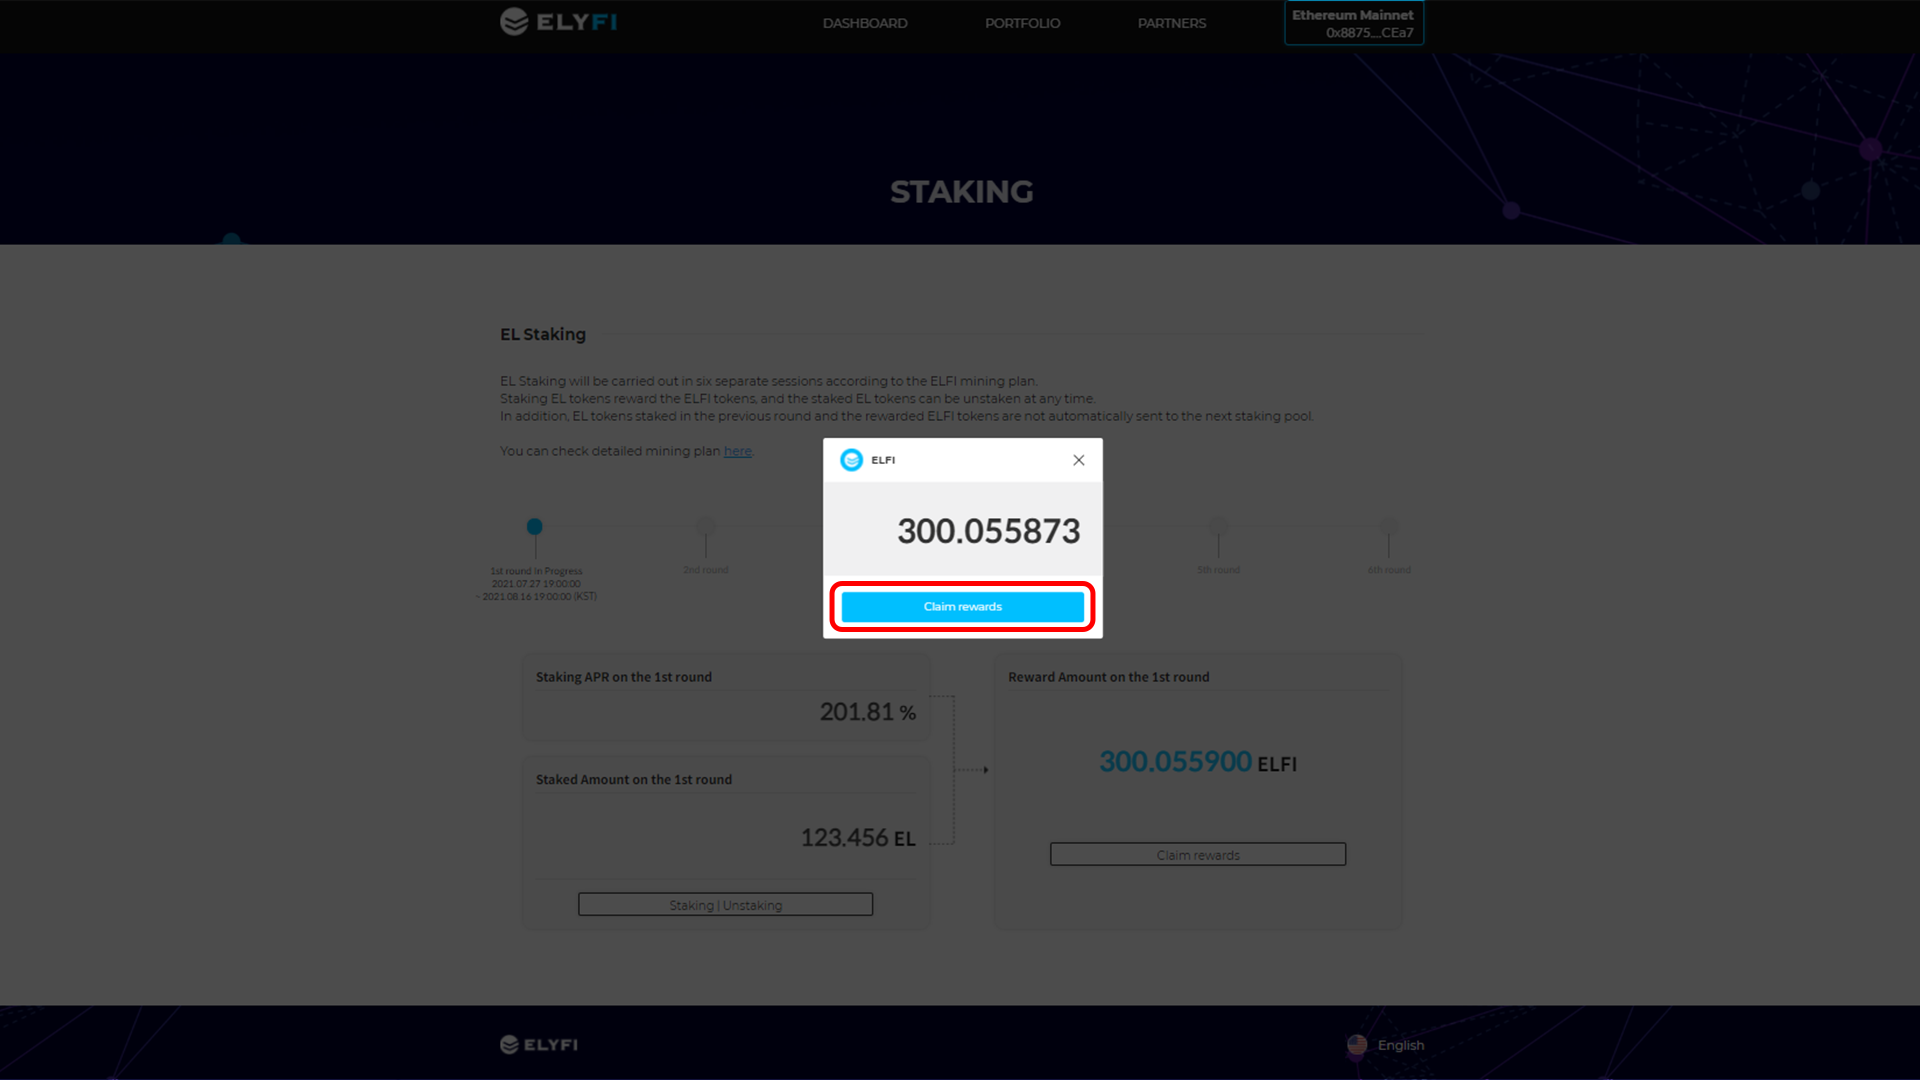 ELYFI
DASHBOARD
PORTFOLIO
PARTNERS
Ethereum Mainnet
0x8875__CEa7
STAKING
EL Staking
EL Staking will be carried out in six separate sessions according to the ELFI mining plan.
Staking EL tokens reward the ELFI tokens, and the staked EL tokens can be unstaken at any time.
In addition, EL tokens staked in the previous round and the rewarded ELFI tokens are not automatically sent to the next staking pool.
You can check detailed mining plan here.
ELFI
300.055873
Claim rewards
1st round In Progress
2021.07.27 19:00:00
~ 2021.08.16 19:00:00 (KST)
2nd round
5th round
6th round
Staking APR on the 1st round
201.81 %
Staked Amount on the 1st round
123.456 EL
Staking | Unstaking
Reward Amount on the 1st round
300.055900 ELFI
Claim rewards
ELYFI
English